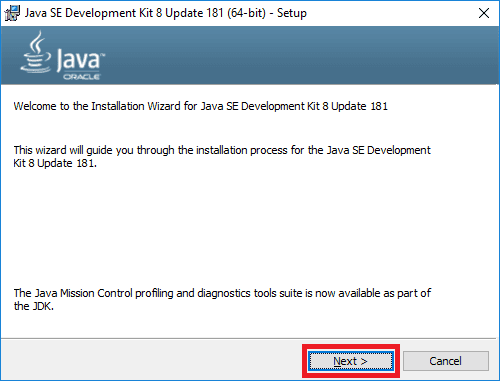 Java SE Development Kit 8 Update 181 (64-bit) - Setup
Java™
ORACLE
Welcome to the Installation Wizard for Java SE Development Kit 8 Update 181
This wizard will guide you through the installation process for the Java SE Development
Kit 8 Update 181.
The Java Mission Control profiling and diagnostics tools suite is now available as part of
the JDK.
Next >
Cancel